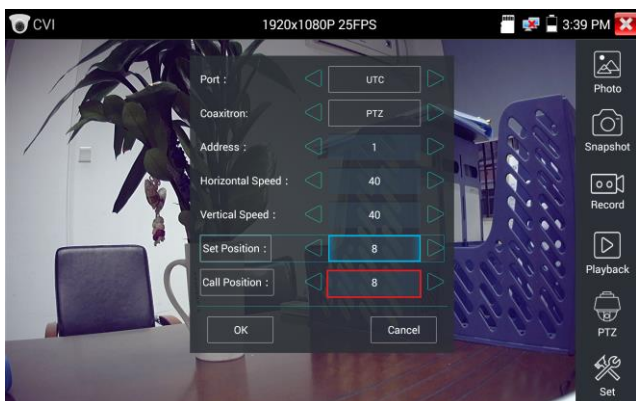 CVI 1920x1080P 25FPS 3:39 PM
Port : UTC
Coaxitron: PTZ
Address : 1
Horizontal Speed : 40
Vertical Speed : 40
Set Position : 8
Call Position : 8
OK Cancel
Photo
Snapshot
Record
Playback
PTZ
Set